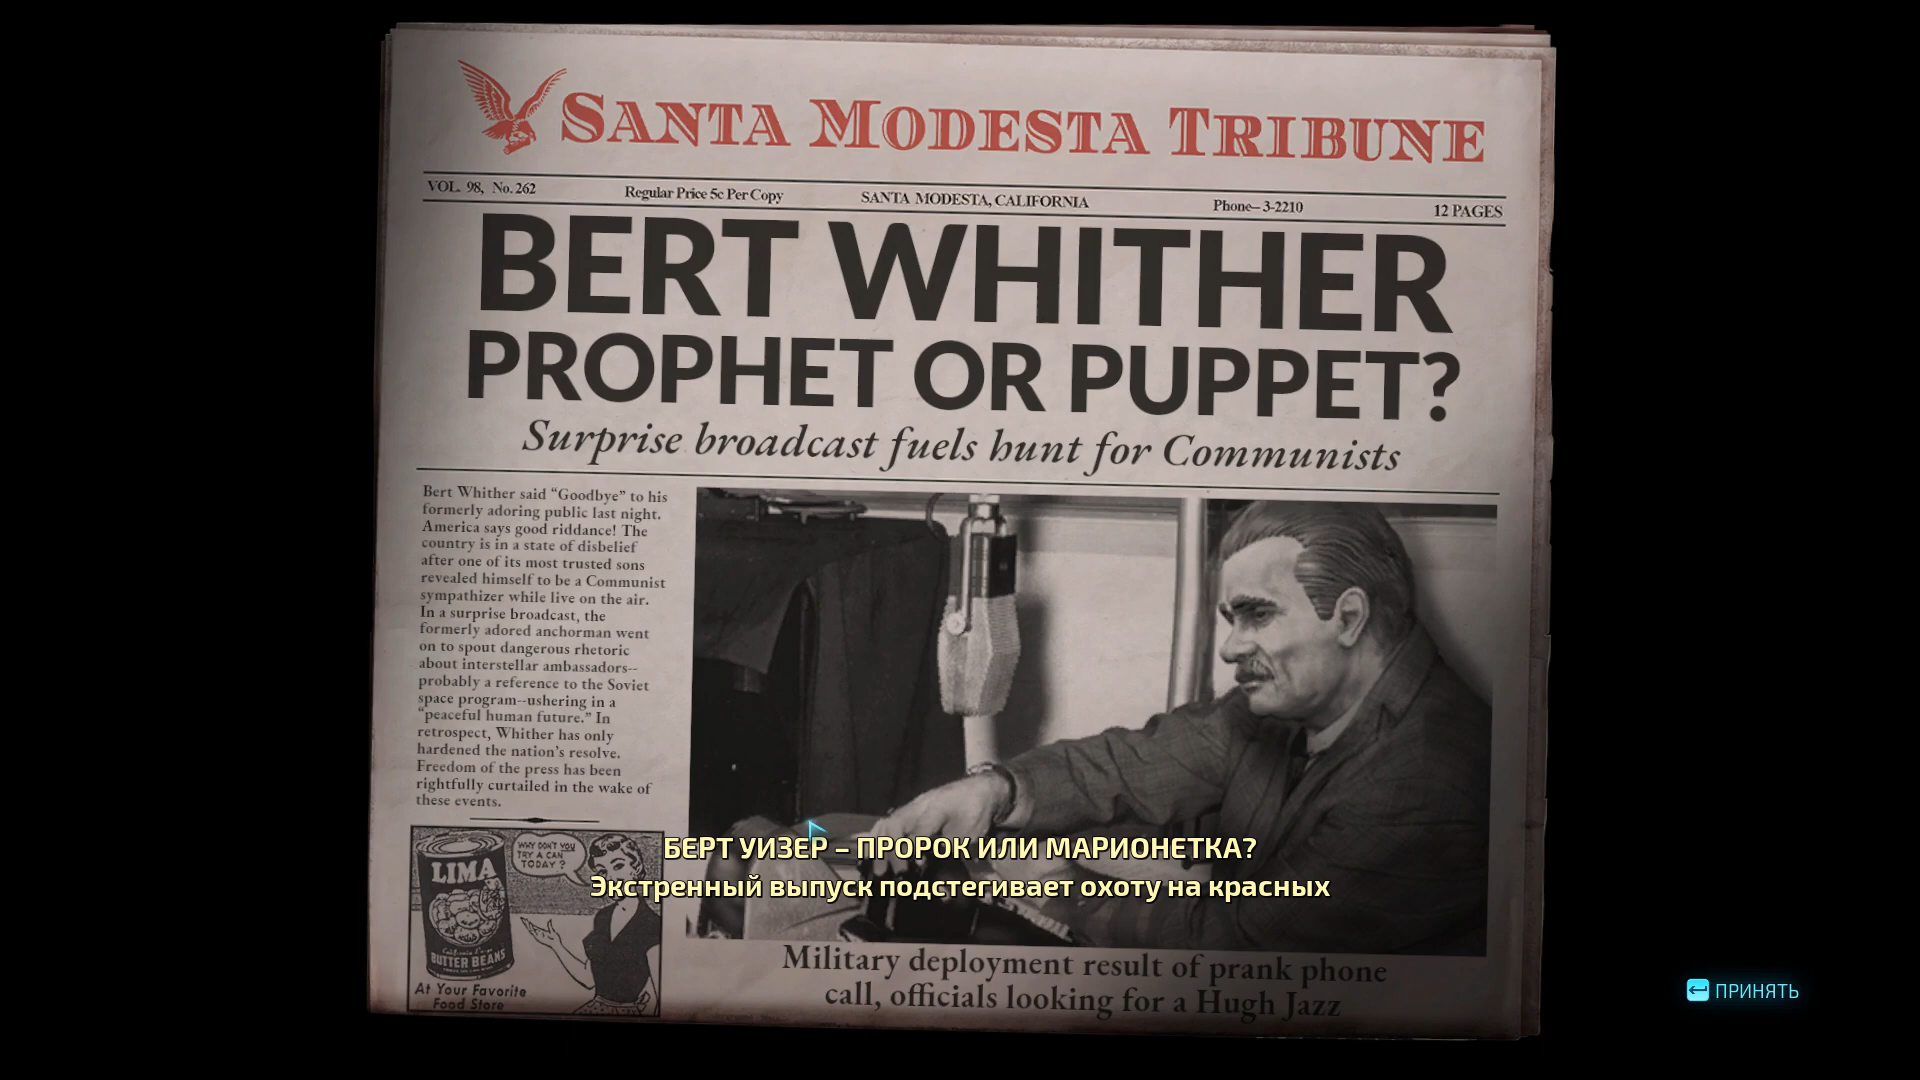 SANTA MODESTA TRIBUNE
VOL. 98, No. 262
Regular Price 5c Per Copy
SANTA MODESTA, CALIFORNIA
Phone– 3-2210
12 PAGES
BERT WHITHER
PROPHET OR PUPPET?
Surprise broadcast fuels hunt for Communists
Bert Whither said “Goodbye” to his
formerly adoring public last night.
America says good riddance! The
country is in a state of disbelief
after one of its most trusted sons
revealed himself to be a Communist
sympathizer while live on the air.
In a surprise broadcast, the
formerly adored anchorman went
on to spout dangerous rhetoric
about interstellar ambassadors--
probably a reference to the Soviet
space program--ushering in a
“peaceful human future.” In
retrospect, Whither has only
hardened the nation’s resolve.
Freedom of the press has been
rightfully curtailed in the wake of
these events.
WHY DON'T YOU
TRY A CAN
TODAY?
LIMA
BUTTER BEANS
At Your Favorite
Food Store
БЕРТ УИЗЕР – ПРОРОК ИЛИ МАРИОНЕТКА?
Экстренный выпуск подстегивает охоту на красных
Military deployment result of prank phone
call, officials looking for a Hugh Jazz
ПРИНЯТЬ